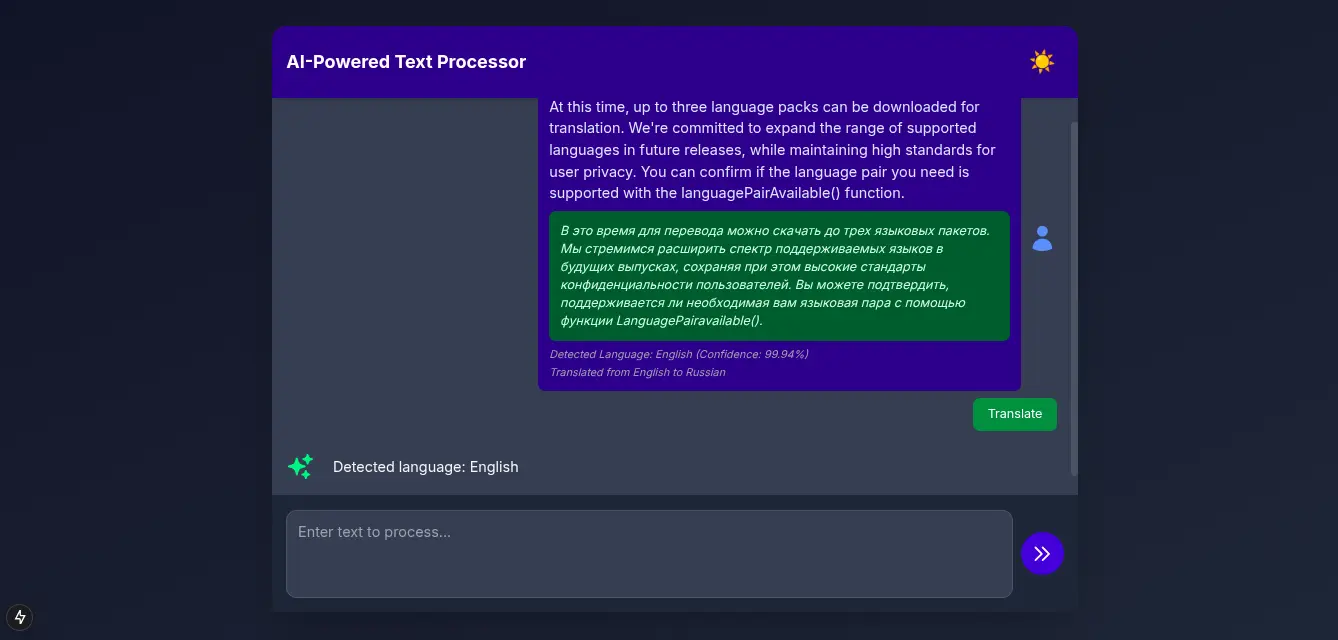 AI-Powered Text Processor
At this time, up to three language packs can be downloaded for
translation. We're committed to expand the range of supported
languages in future releases, while maintaining high standards for
user privacy. You can confirm if the language pair you need is
supported with the languagePairAvailable() function.
В это время для перевода можно скачать до трех языковых пакетов.
Мы стремимся расширить спектр поддерживаемых языков в
будущих выпусках, сохраняя при этом высокие стандарты
конфиденциальности пользователей. Вы можете подтвердить,
поддерживается ли необходимая вам языковая пара с помощью
функции LanguagePairavailable().
Detected Language: English (Confidence: 99.94%)
Translated from English to Russian
Translate
Detected language: English
Enter text to process...